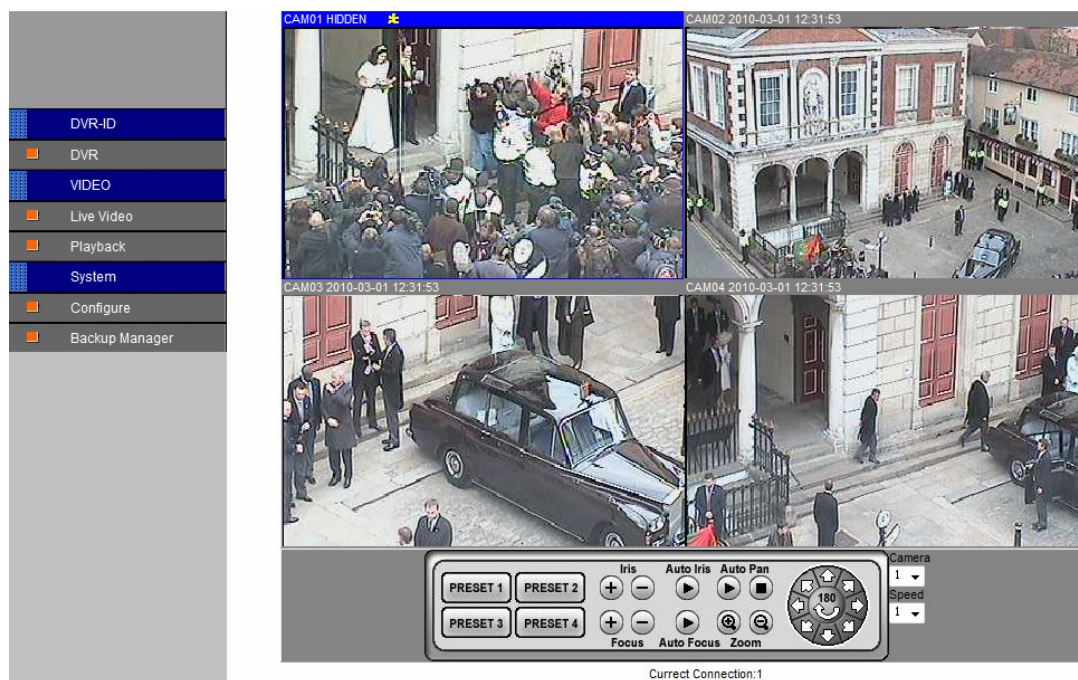 CAM01 HIDDEN
CAM02 2010-03-01 12:31:53
DVR-ID
DVR
VIDEO
Live Video
Playback
System
Configure
Backup Manager
CAM03 2010-03-01 12:31:53
CAM04 2010-03-01 12:31:53
PRESET 1
PRESET 2
PRESET 3
PRESET 4
Iris
Auto Iris
Auto Pan
Focus
Auto Focus
Zoom
180
Camera
1
Speed
1
Currect Connection:1